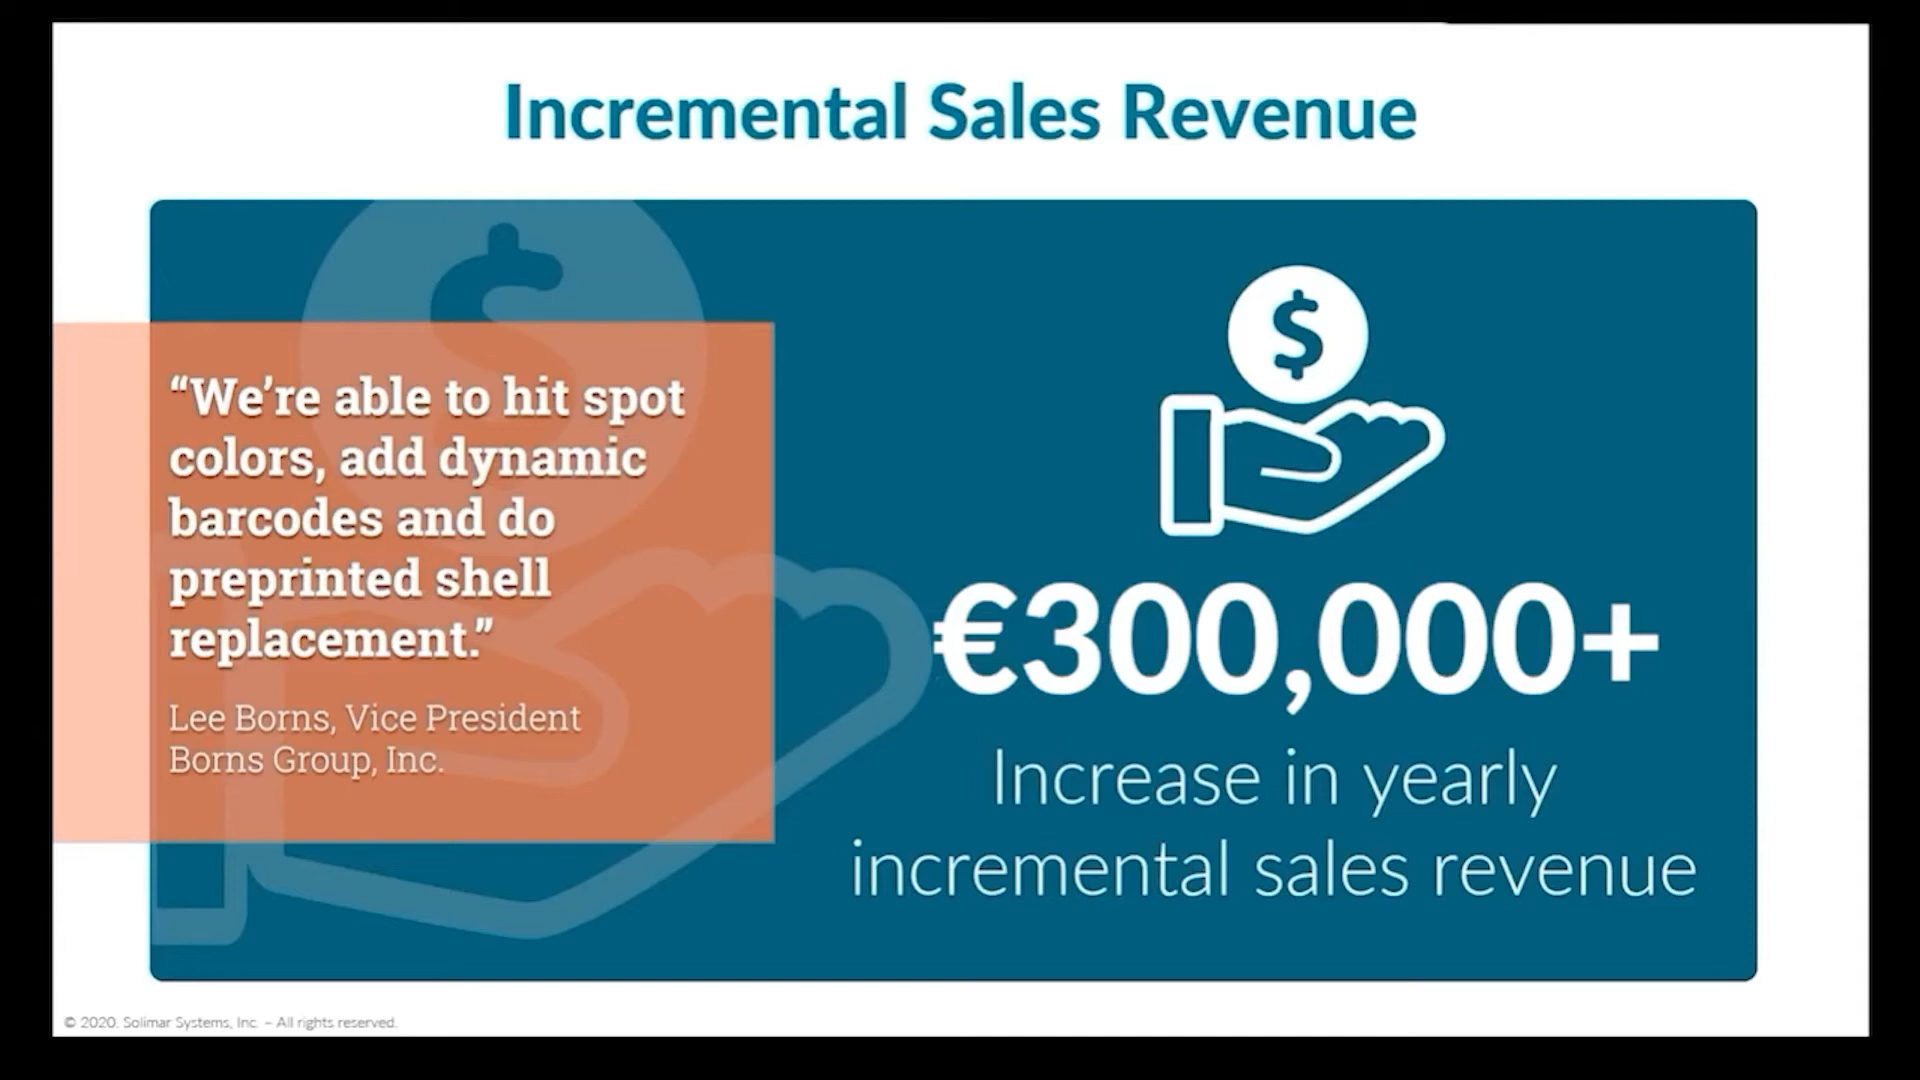 Incremental Sales Revenue
$
$
“We’re able to hit spot
colors, add dynamic
barcodes and do
preprinted shell
replacement.”
Lee Borns, Vice President
Borns Group, Inc.
€300,000+
Increase in yearly
incremental sales revenue
© 2020. Solimar Systems, Inc. – All rights reserved.